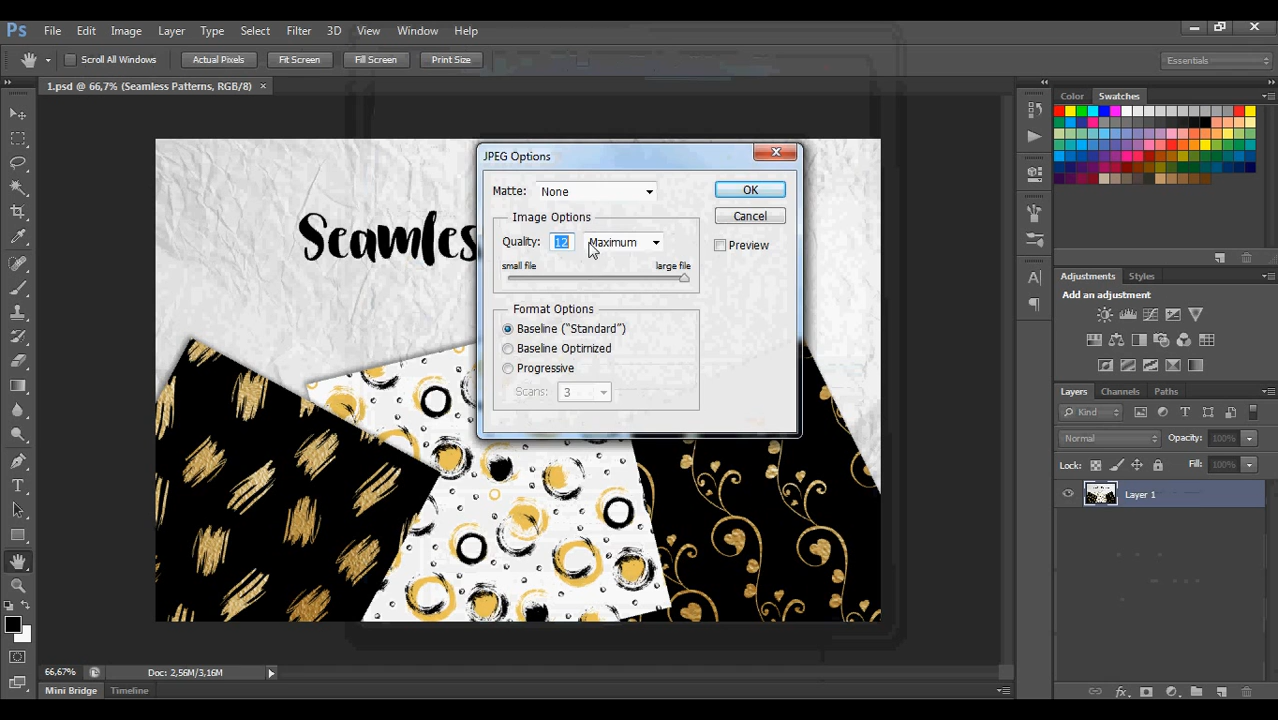 Ps File Edit Image Layer Type Select Filter 3D View Window Help
Scroll All Windows Actual Pixels Fit Screen Fill Screen Print Size Essentials
1.psd @ 66,7% (Seamless Patterns, RGB/8) ×
Color Swatches
JPEG Options
Matte: None OK
Image Options Cancel
Quality: 12 Maximum Preview
small file large file
Format Options
Baseline ("Standard")
Baseline Optimized
Progressive
Scans: 3
Seamles
Adjustments Styles
Add an adjustment
Layers Channels Paths
Kind
Normal Opacity: 100%
Lock: Fill: 100%
Layer 1
66,67% Doc: 2,56M/3,16M
Mini Bridge Timeline